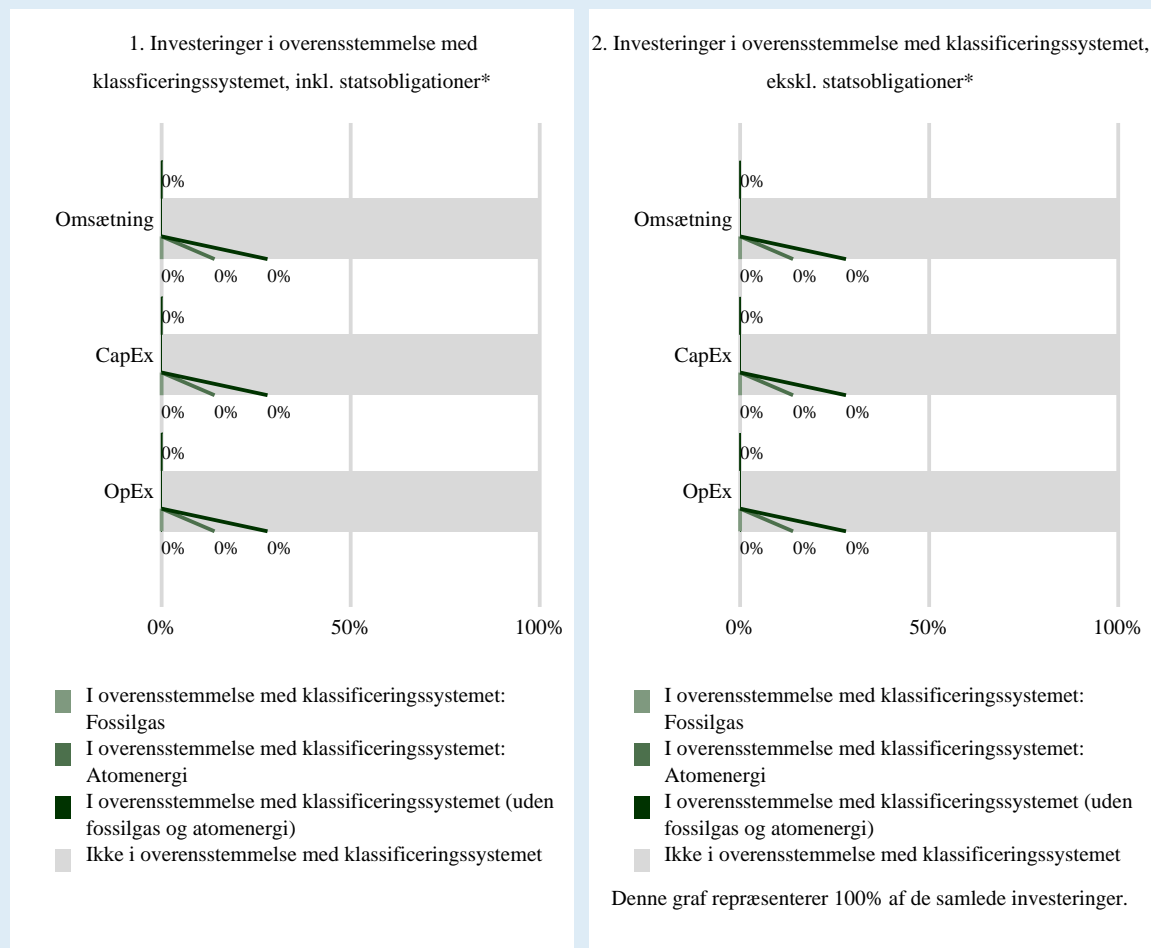 1. Investeringer i overensstemmelse med
klassficeringssystemet, inkl. statsobligationer*
0%
Omsætning
0% 0% 0%
0%
CapEx
0% 0% 0%
0%
OpEx
0% 0% 0%
0% 50% 100%
I overensstemmelse med klassificeringssystemet:
Fossilgas
I overensstemmelse med klassificeringssystemet:
Atomenergi
I overensstemmelse med klassificeringssystemet (uden
fossilgas og atomenergi)
Ikke i overensstemmelse med klassificeringssystemet
2. Investeringer i overensstemmelse med klassificeringssystemet,
ekskl. statsobligationer*
0%
Omsætning
0% 0% 0%
0%
CapEx
0% 0% 0%
0%
OpEx
0% 0% 0%
0% 50% 100%
I overensstemmelse med klassificeringssystemet:
Fossilgas
I overensstemmelse med klassificeringssystemet:
Atomenergi
I overensstemmelse med klassificeringssystemet (uden
fossilgas og atomenergi)
Ikke i overensstemmelse med klassificeringssystemet
Denne graf repræsenterer 100% af de samlede investeringer.